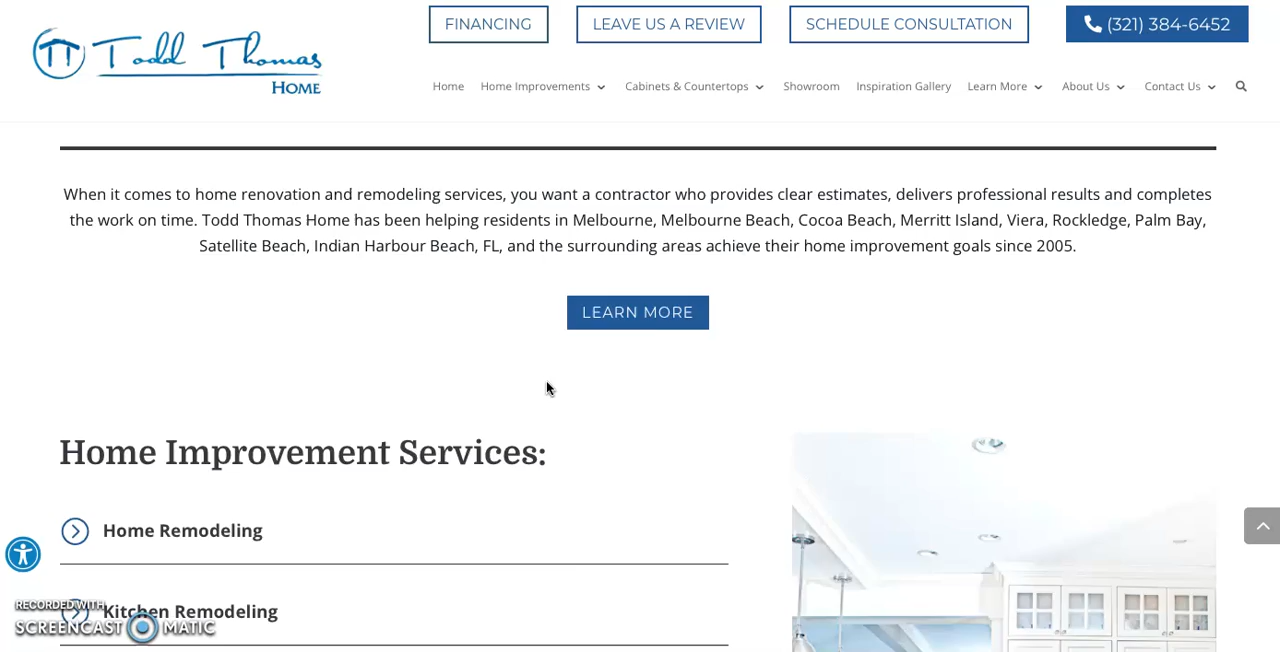 FINANCING
LEAVE US A REVIEW
SCHEDULE CONSULTATION
(321) 384-6452
Todd Thomas
HOME
Home
Home Improvements
Cabinets & Countertops
Showroom
Inspiration Gallery
Learn More
About Us
Contact Us
When it comes to home renovation and remodeling services, you want a contractor who provides clear estimates, delivers professional results and completes
the work on time. Todd Thomas Home has been helping residents in Melbourne, Melbourne Beach, Cocoa Beach, Merritt Island, Viera, Rockledge, Palm Bay,
Satellite Beach, Indian Harbour Beach, FL, and the surrounding areas achieve their home improvement goals since 2005.
LEARN MORE
Home Improvement Services:
Home Remodeling
Kitchen Remodeling
RECORDED WITH
SCREENCAST MATIC